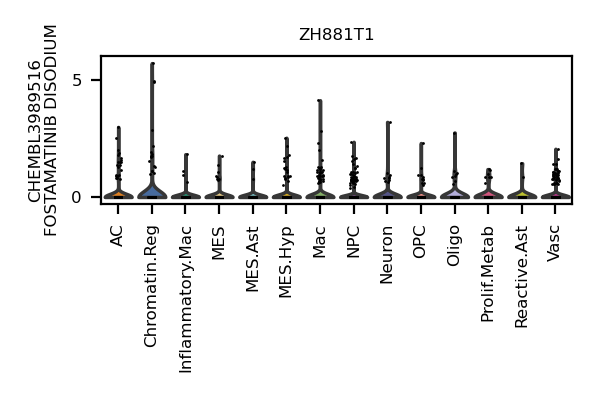 ZH881T1
CHEMBL3989516
FOSTAMATINIB DISODIUM
5
0
AC
Chromatin.Reg
Inflammatory.Mac
MES
MES.Ast
MES.Hyp
Mac
NPC
Neuron
OPC
Oligo
Prolif.Metab
Reactive.Ast
Vasc